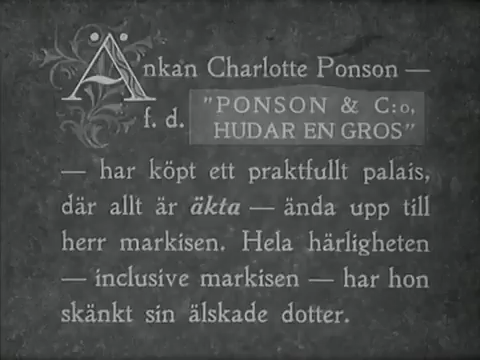 Änkan Charlotte Ponson —
f. d. "PONSON & C:o,
HUDAR EN GROS"
— har köpt ett praktfullt palais,
där allt är äkta — ända upp till
herr markisen. Hela härligheten
— inclusive markisen — har hon
skänkt sin älskade dotter.